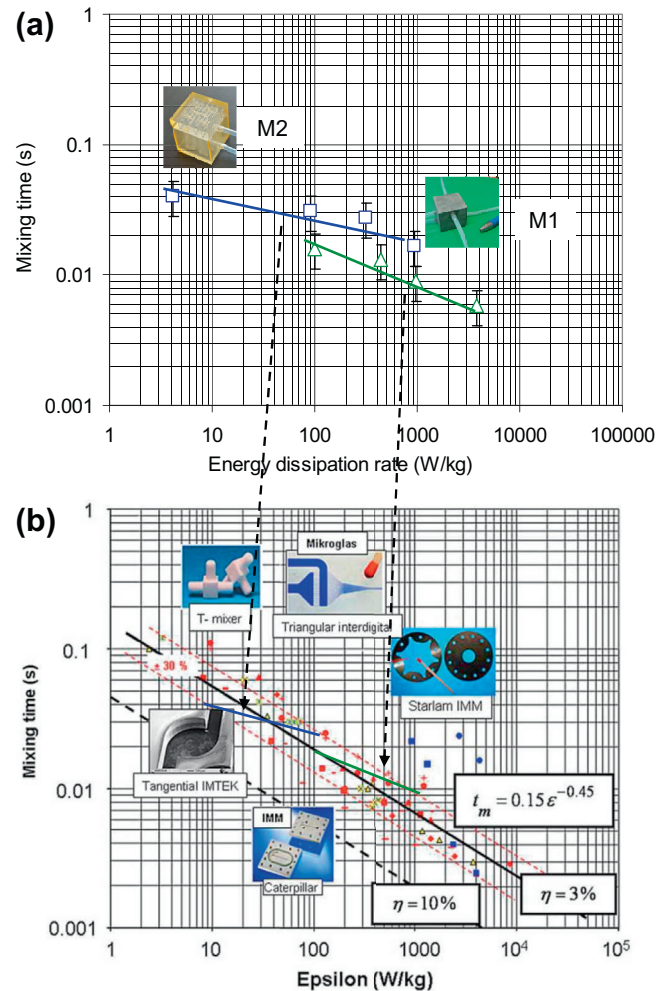 (a)
1
0.1
0.01
0.001
Mixing time (s)
M2
M1
1 10 100 1000 10000 100000
Energy dissipation rate (W/kg)
(b)
1
0.1
0.01
0.001
Mixing time (s)
Mikroglas
T- mixer
Triangular interdigital
± 30 %
Starlam IMM
Tangential IMTEK
IMM
Caterpillar
t_m = 0.15 ε^{-0.45}
η = 10%
η = 3%
1 10 100 1000 10^4 10^5
Epsilon (W/kg)